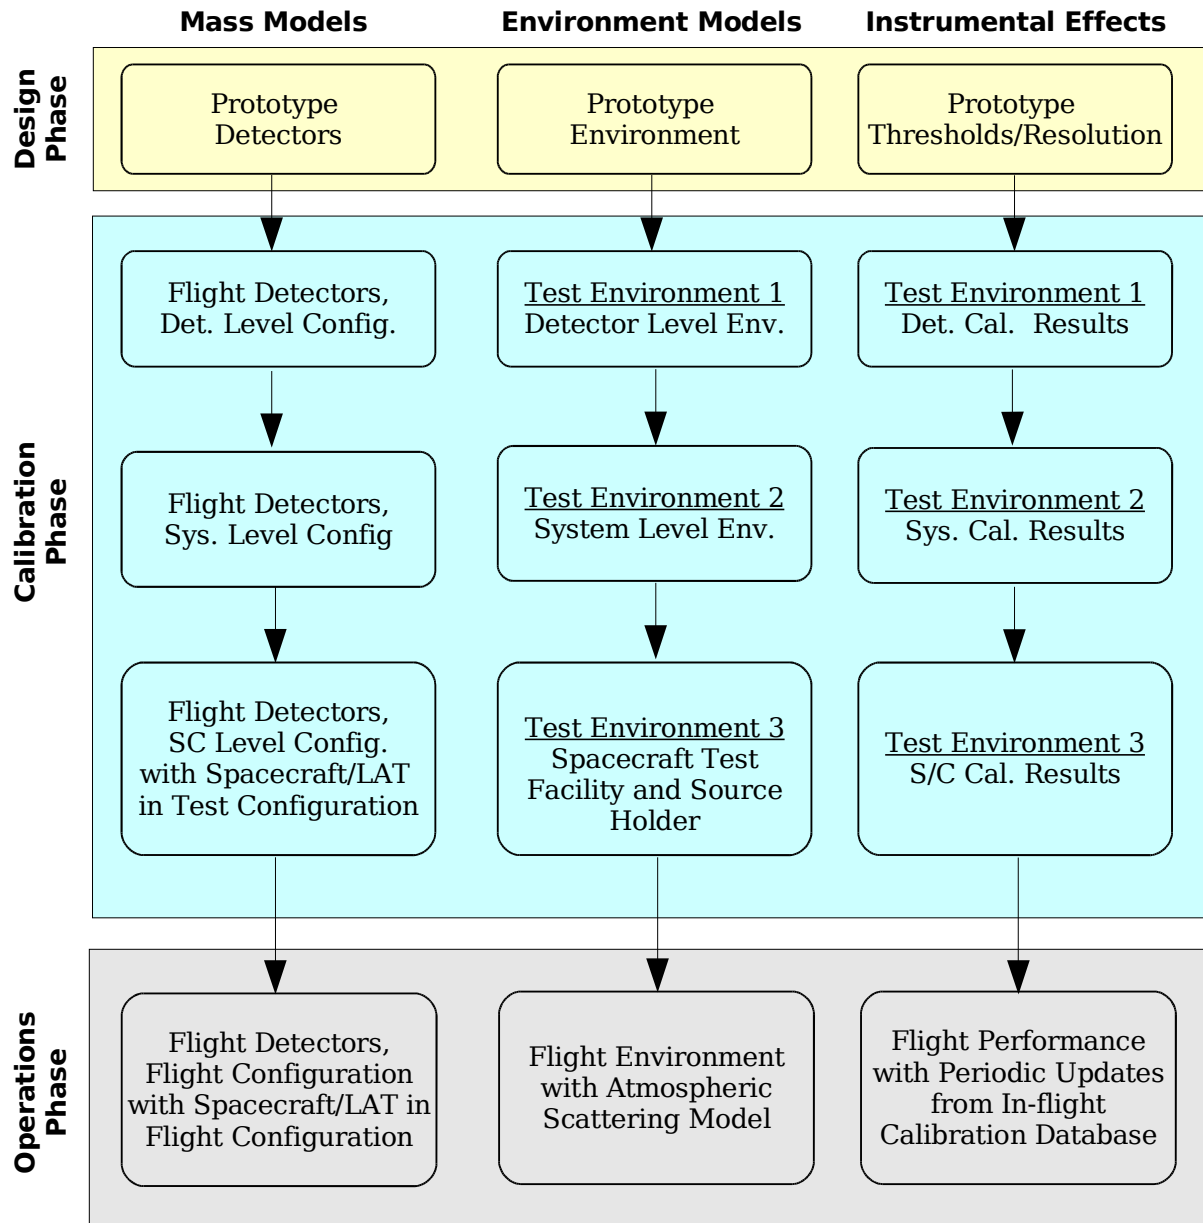 Mass Models
Environment Models
Instrumental Effects
Design
Phase
Prototype
Detectors
Prototype
Environment
Prototype
Thresholds/Resolution
Calibration
Phase
Flight Detectors,
Det. Level Config.
Test Environment 1
Detector Level Env.
Test Environment 1
Det. Cal. Results
Flight Detectors,
Sys. Level Config
Test Environment 2
System Level Env.
Test Environment 2
Sys. Cal. Results
Flight Detectors,
SC Level Config.
with Spacecraft/LAT
in Test Configuration
Test Environment 3
Spacecraft Test
Facility and Source
Holder
Test Environment 3
S/C Cal. Results
Operations
Phase
Flight Detectors,
Flight Configuration
with Spacecraft/LAT in
Flight Configuration
Flight Environment
with Atmospheric
Scattering Model
Flight Performance
with Periodic Updates
from In-flight
Calibration Database